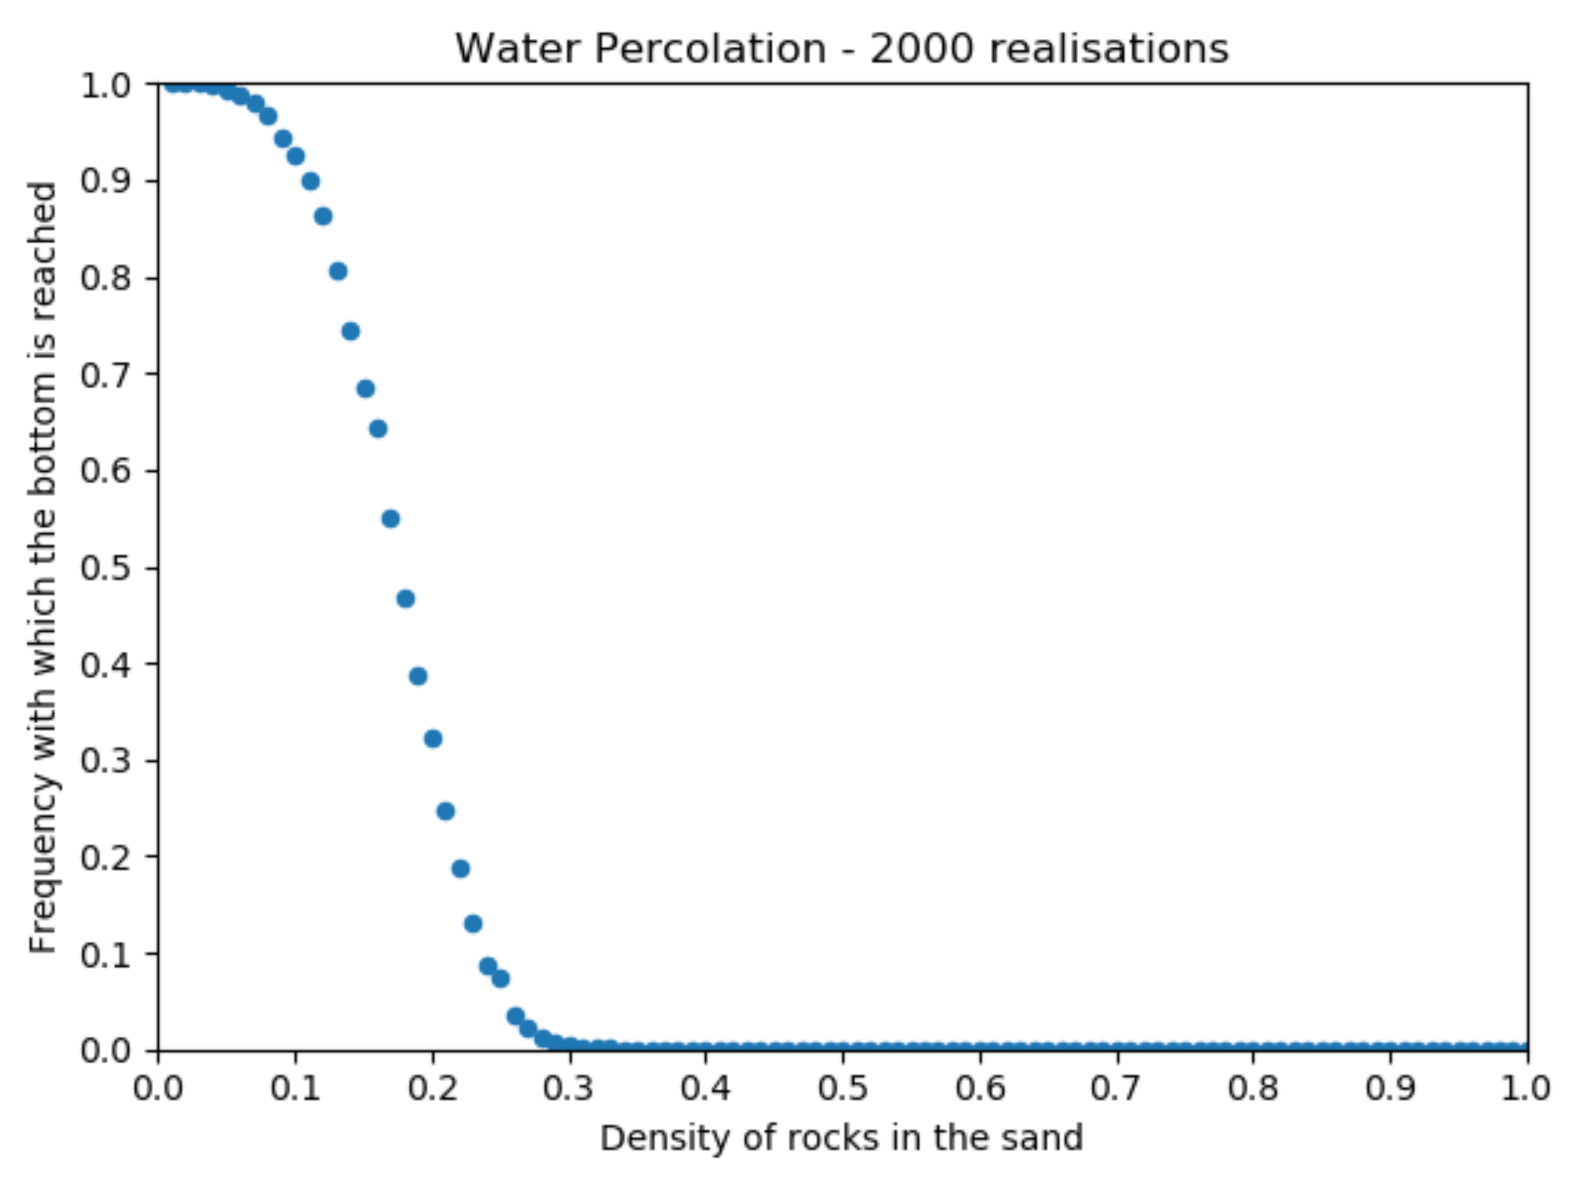 Water Percolation - 2000 realisations
Frequency with which the bottom is reached
1.0
0.9
0.8
0.7
0.6
0.5
0.4
0.3
0.2
0.1
0.0
0.0 0.1 0.2 0.3 0.4 0.5 0.6 0.7 0.8 0.9 1.0
Density of rocks in the sand